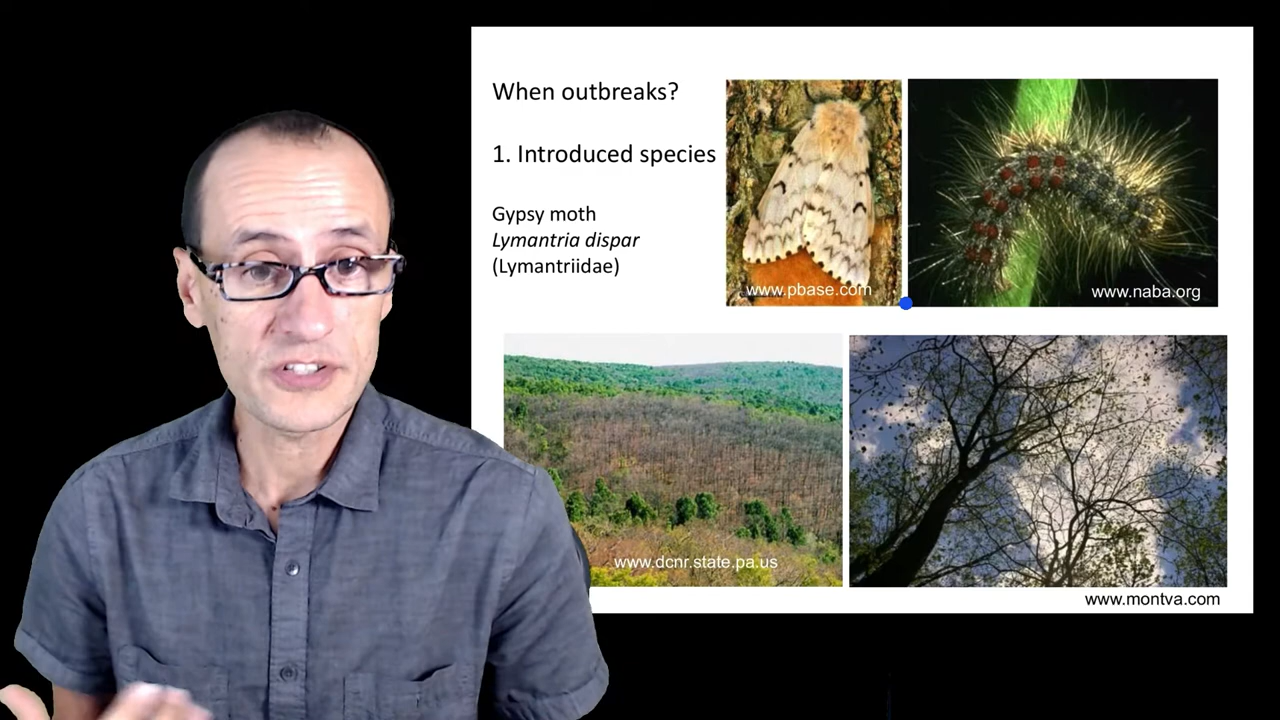 When outbreaks?
1. Introduced species
Gypsy moth
Lymantria dispar
(Lymantriidae)
www.pbase.com
www.naba.org
www.dcnr.state.pa.us
www.montva.com